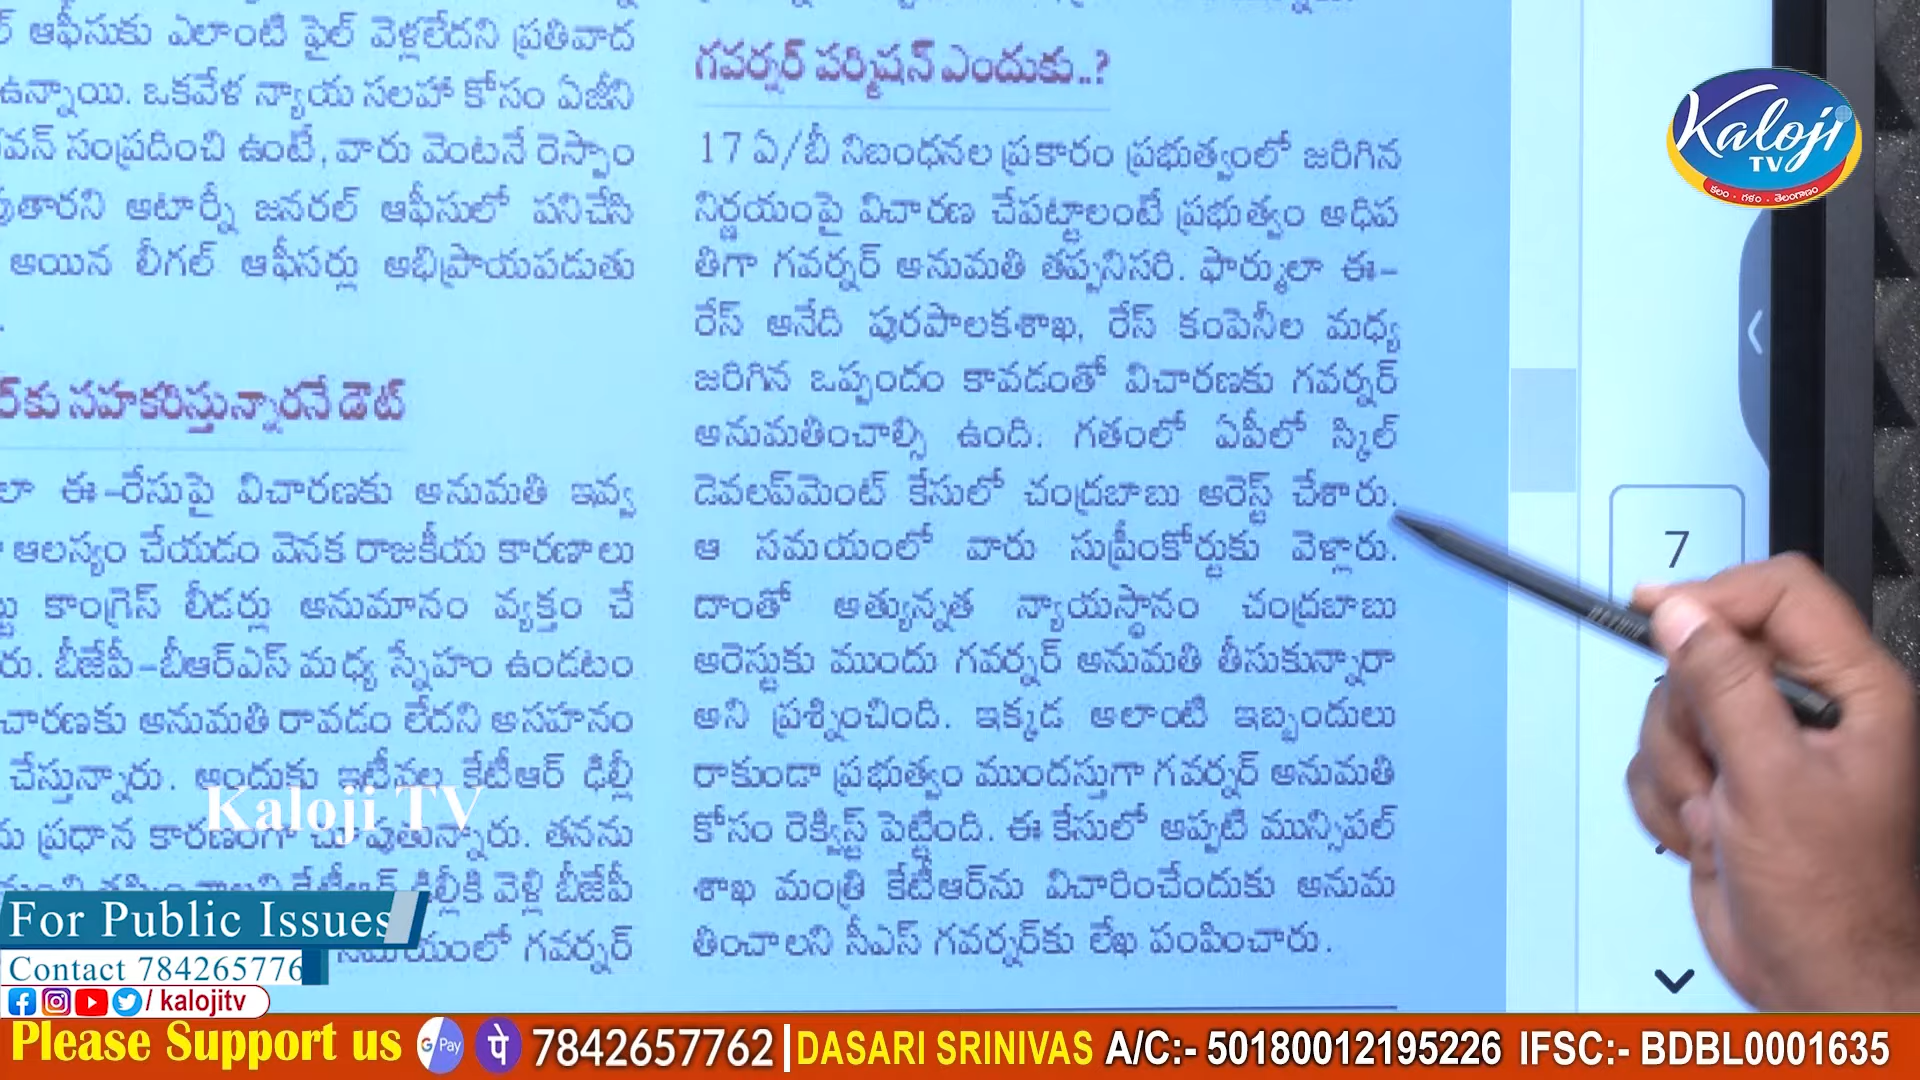 ఆఫీసుకు ఎలాంటి ఫైల్ వెళ్లలేదని ప్రతివాద
ఉన్నాయి. ఒకవేళ న్యాయ సలహా కోసం ఏజీని
సంప్రదించి ఉంటే, వారు వెంటనే రెస్పాం
ఆటార్నీ జనరల్ ఆఫీసులో పనిచేసి
అయిన లీగల్ ఆఫీసర్లు అభిప్రాయపడుతు
ర్‌కు సహకరిస్తున్నారనే డౌట్
లా ఈ-రేసుపై విచారణకు అనుమతి ఇవ్వ
ఆలస్యం చేయడం వెనక రాజకీయ కారణాలు
కాంగ్రెస్ లీడర్లు అనుమానం వ్యక్తం చే
రు. బీజేపీ-బీఆర్ఎస్ మధ్య స్నేహం ఉండటం
చారణకు అనుమతి రావడం లేదని అసహనం
చేస్తున్నారు. అందుకు ఇటీవల కేటీఆర్ ఢిల్లీ
ప్రధాన కారణంగా చూపుతున్నారు. తనను
వెళ్లి బీజేపీ
సమయంలో గవర్నర్
గవర్నర్ పర్మిషన్ ఎందుకు..?
17 ఏ/బీ నిబంధనల ప్రకారం ప్రభుత్వంలో జరిగిన
నిర్ణయంపై విచారణ చేపట్టాలంటే ప్రభుత్వం అధిప
తిగా గవర్నర్ అనుమతి తప్పనిసరి. ఫార్ములా ఈ-
రేస్ అనేది పురపాలకశాఖ, రేస్ కంపెనీల మధ్య
జరిగిన ఒప్పందం కావడంతో విచారణకు గవర్నర్
అనుమతించాల్సి ఉంది. గతంలో ఏపీలో స్కిల్
డెవలప్‌మెంట్ కేసులో చంద్రబాబు అరెస్ట్ చేశారు.
ఆ సమయంలో వారు సుప్రీంకోర్టుకు వెళ్లారు.
దాంతో అత్యున్నత న్యాయస్థానం చంద్రబాబు
అరెస్టుకు ముందు గవర్నర్ అనుమతి తీసుకున్నారా
అని ప్రశ్నించింది. ఇక్కడ అలాంటి ఇబ్బందులు
రాకుండా ప్రభుత్వం ముందస్తుగా గవర్నర్ అనుమతి
కోసం రెక్విస్ట్ పెట్టింది. ఈ కేసులో అప్పటి మున్సిపల్
శాఖ మంత్రి కేటీఆర్‌ను విచారించేందుకు అనుమ
తించాలని సీఎస్ గవర్నర్‌కు లేఖ పంపించారు.
7
Kaloji
TV
కలం - గళం - తెలంగాణం
Kaloji TV
For Public Issues
Contact 784265776
/ kalojitv
Please Support us G Pay 7842657762 | DASARI SRINIVAS A/C:- 50180012195226 IFSC:- BDBL0001635